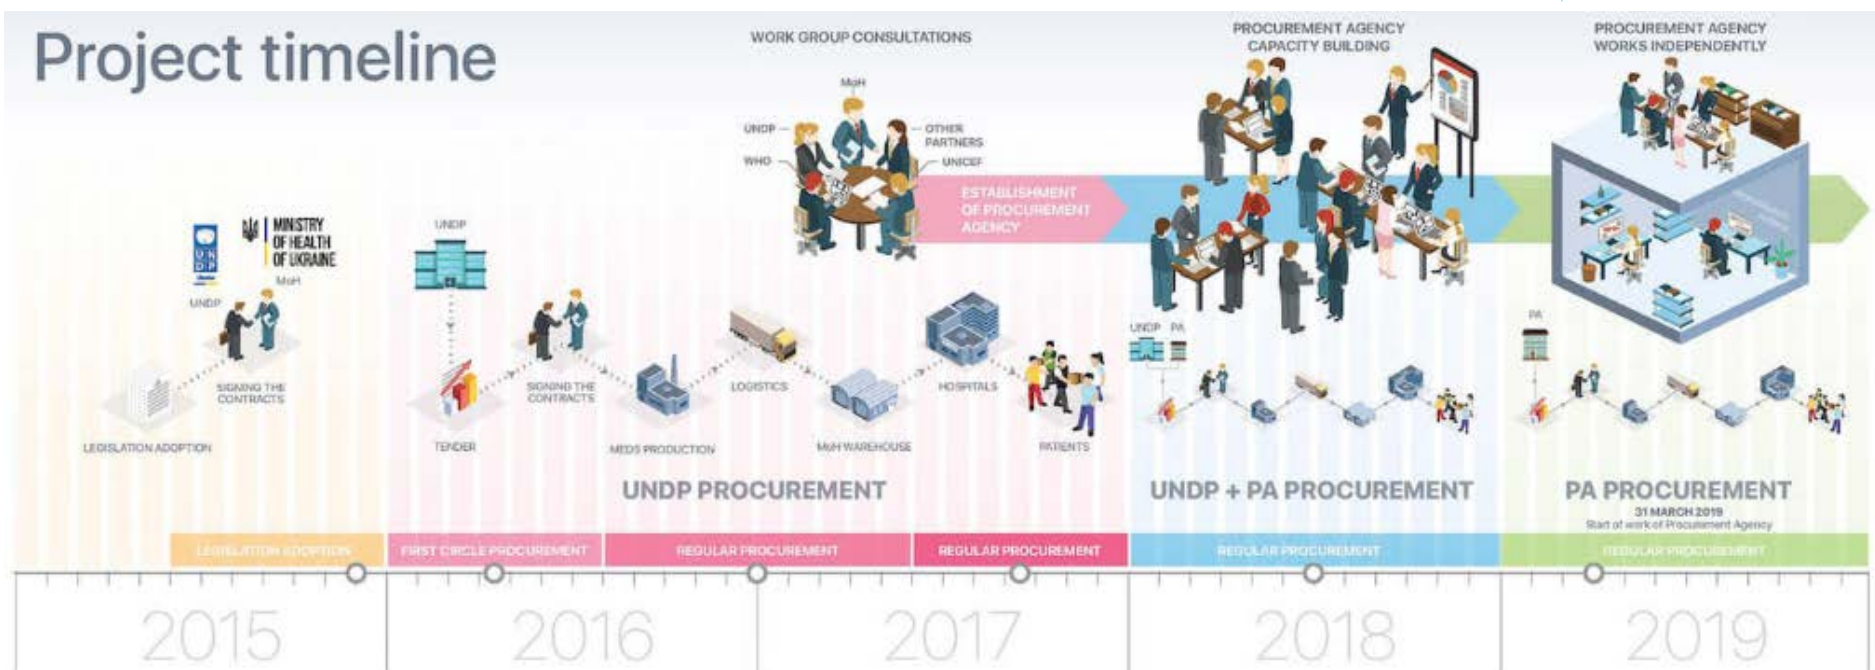 Project timeline
WORK GROUP CONSULTATIONS
PROCUREMENT AGENCY
CAPACITY BUILDING
PROCUREMENT AGENCY
WORKS INDEPENDENTLY
MoH
UNDP
WHO
OTHER
PARTNERS
UNICEF
ESTABLISHMENT
OF PROCUREMENT
AGENCY
UN
DP
MINISTRY
OF HEALTH
OF UKRAINE
MoH
UNDP
SIGNING THE
CONTRACTS
LEGISLATION ADOPTION
UNDP
TENDER
SIGNING THE
CONTRACTS
MEDS PRODUCTION
LOGISTICS
MoH WAREHOUSE
HOSPITALS
PATIENTS
UNDP PA
PA
UNDP PROCUREMENT
UNDP + PA PROCUREMENT
PA PROCUREMENT
31 MARCH 2019
Start of work of Procurement Agency
LEGISLATION ADOPTION
FIRST CIRCLE PROCUREMENT
REGULAR PROCUREMENT
REGULAR PROCUREMENT
REGULAR PROCUREMENT
REGULAR PROCUREMENT
2015
2016
2017
2018
2019